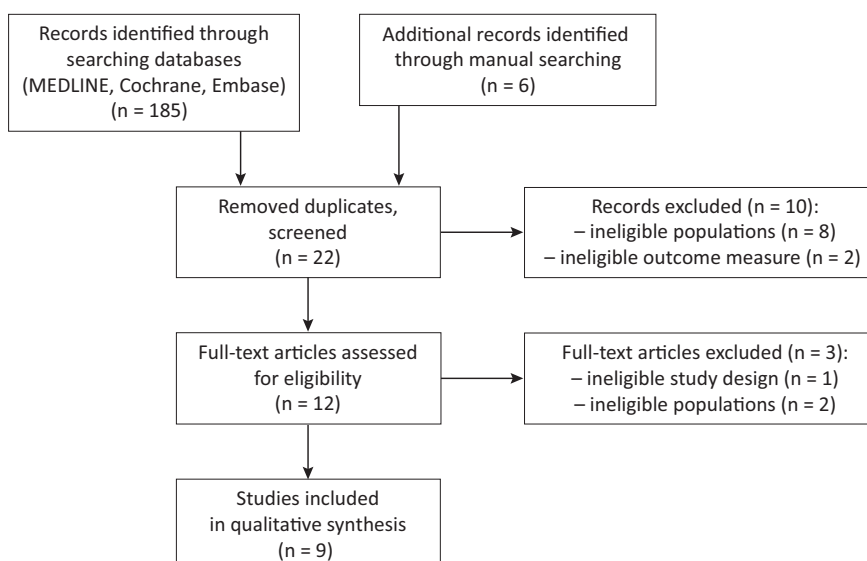 Records identified through
searching databases
(MEDLINE, Cochrane, Embase)
(n = 185)
Additional records identified
through manual searching
(n = 6)
Removed duplicates,
screened
(n = 22)
Records excluded (n = 10):
– ineligible populations (n = 8)
– ineligible outcome measure (n = 2)
Full-text articles assessed
for eligibility
(n = 12)
Full-text articles excluded (n = 3):
– ineligible study design (n = 1)
– ineligible populations (n = 2)
Studies included
in qualitative synthesis
(n = 9)